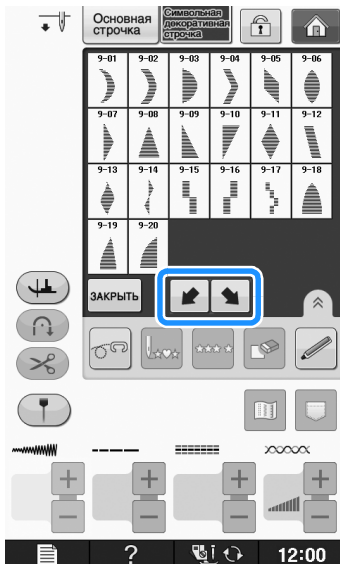 Основная
строчка
Символьная
декоративная
строчка
9-01 9-02 9-03 9-04 9-05 9-06
9-07 9-08 9-09 9-10 9-11 9-12
9-13 9-14 9-15 9-16 9-17 9-18
9-19 9-20
ЗАКРЫТЬ
+ + + +
− − − −
? 12:00